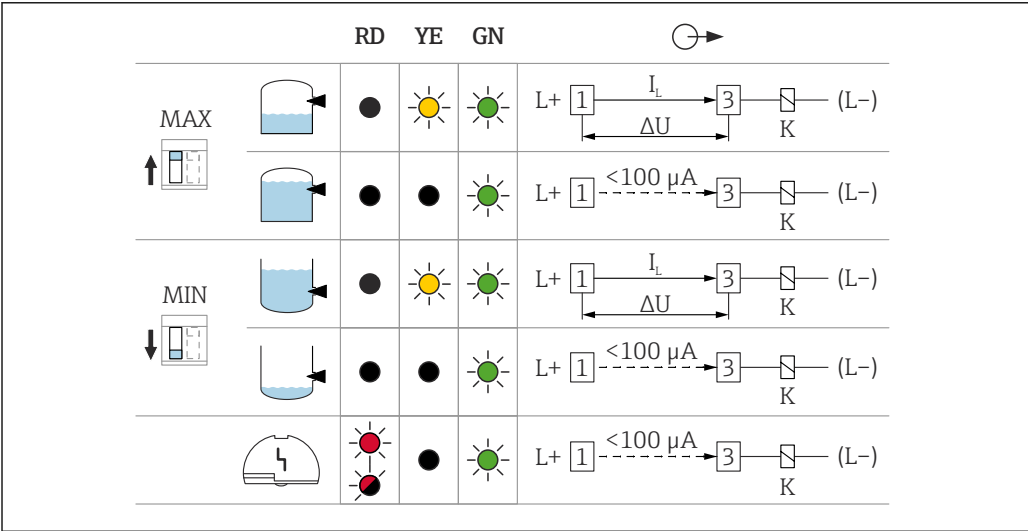 RD YE GN
MAX
L+ 1 I_L 3 (L-)
ΔU K
L+ 1 <100 µA 3 (L-)
K
MIN
L+ 1 I_L 3 (L-)
ΔU K
L+ 1 <100 µA 3 (L-)
K
L+ 1 <100 µA 3 (L-)
K